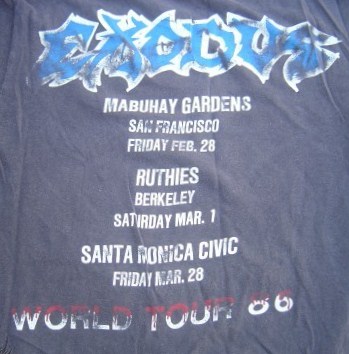 EXODUS
MABUHAY GARDENS
SAN FRANCISCO
FRIDAY FEB. 28
RUTHIES
BERKELEY
SATURDAY MAR. 1
SANTA MONICA CIVIC
FRIDAY MAR. 28
WORLD TOUR 86